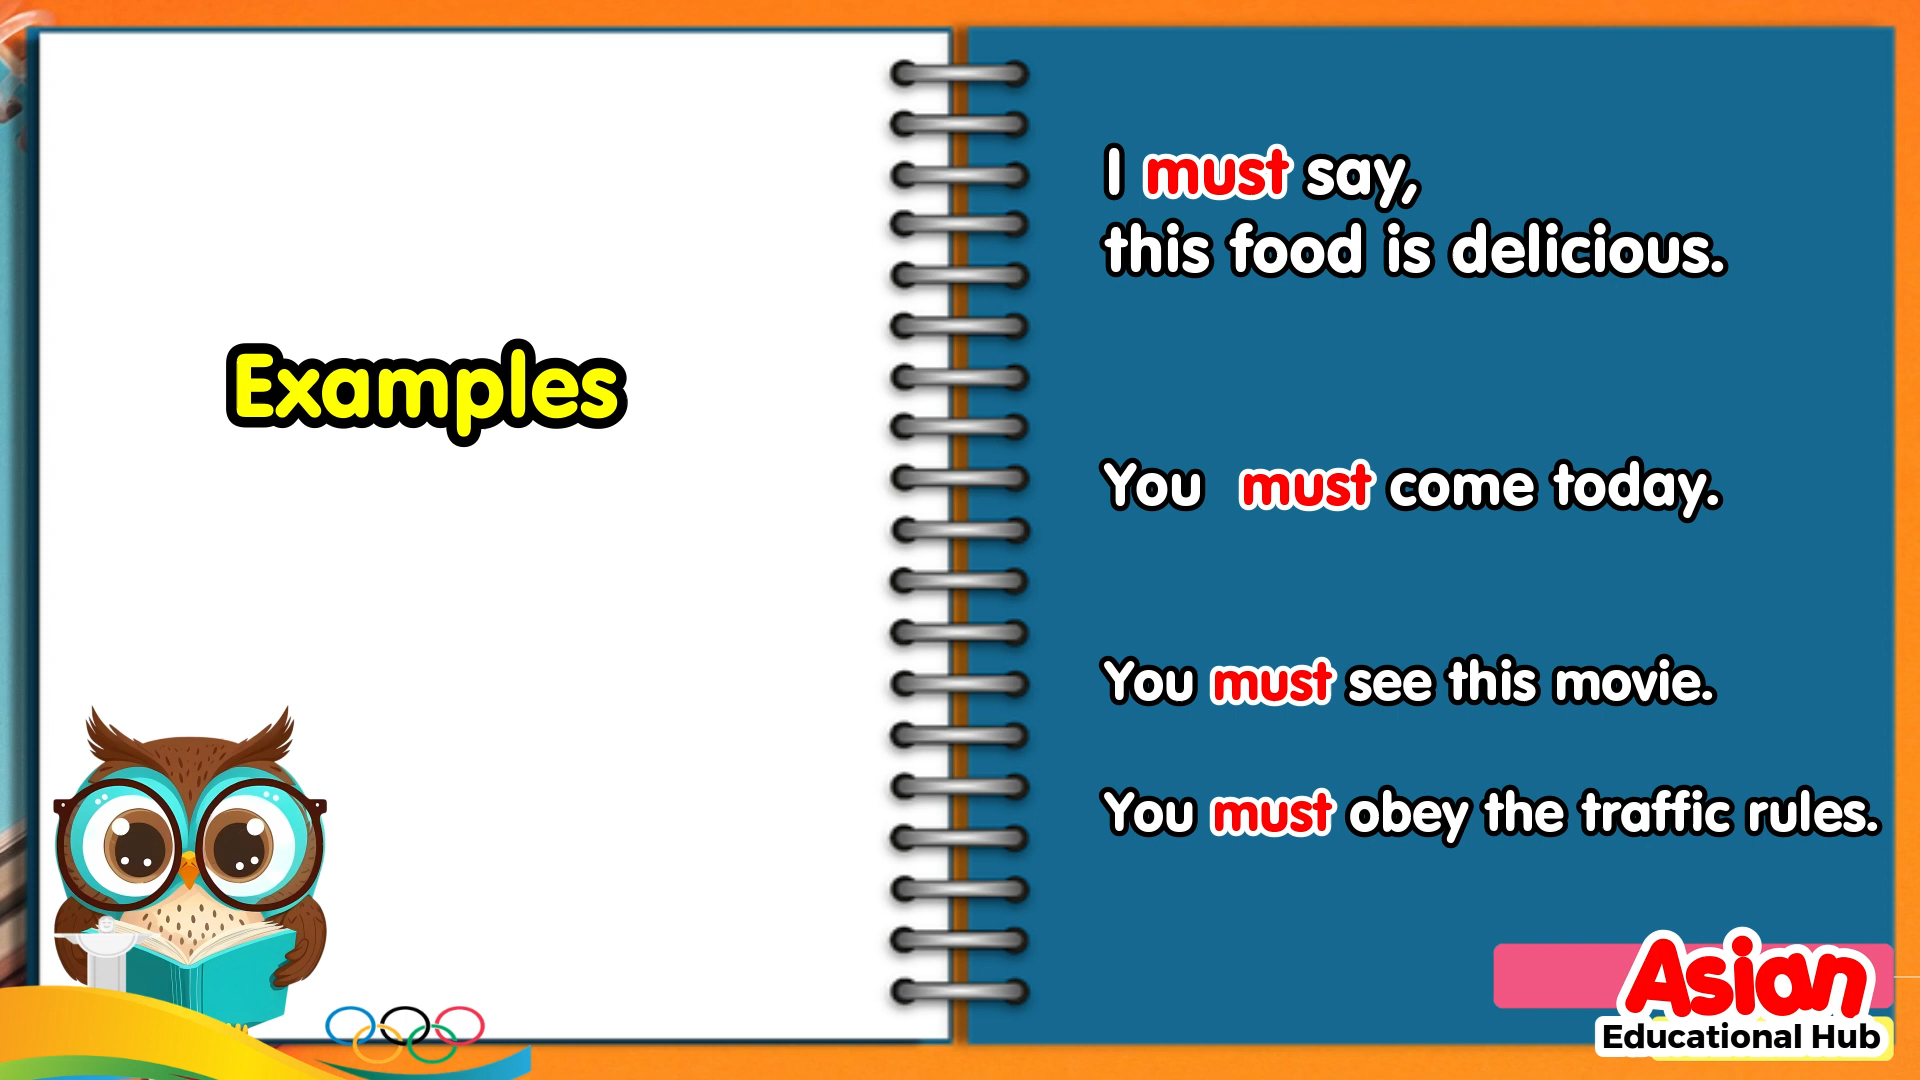 Examples
I must say,
this food is delicious.
You must come today.
You must see this movie.
You must obey the traffic rules.
Asian
Educational Hub